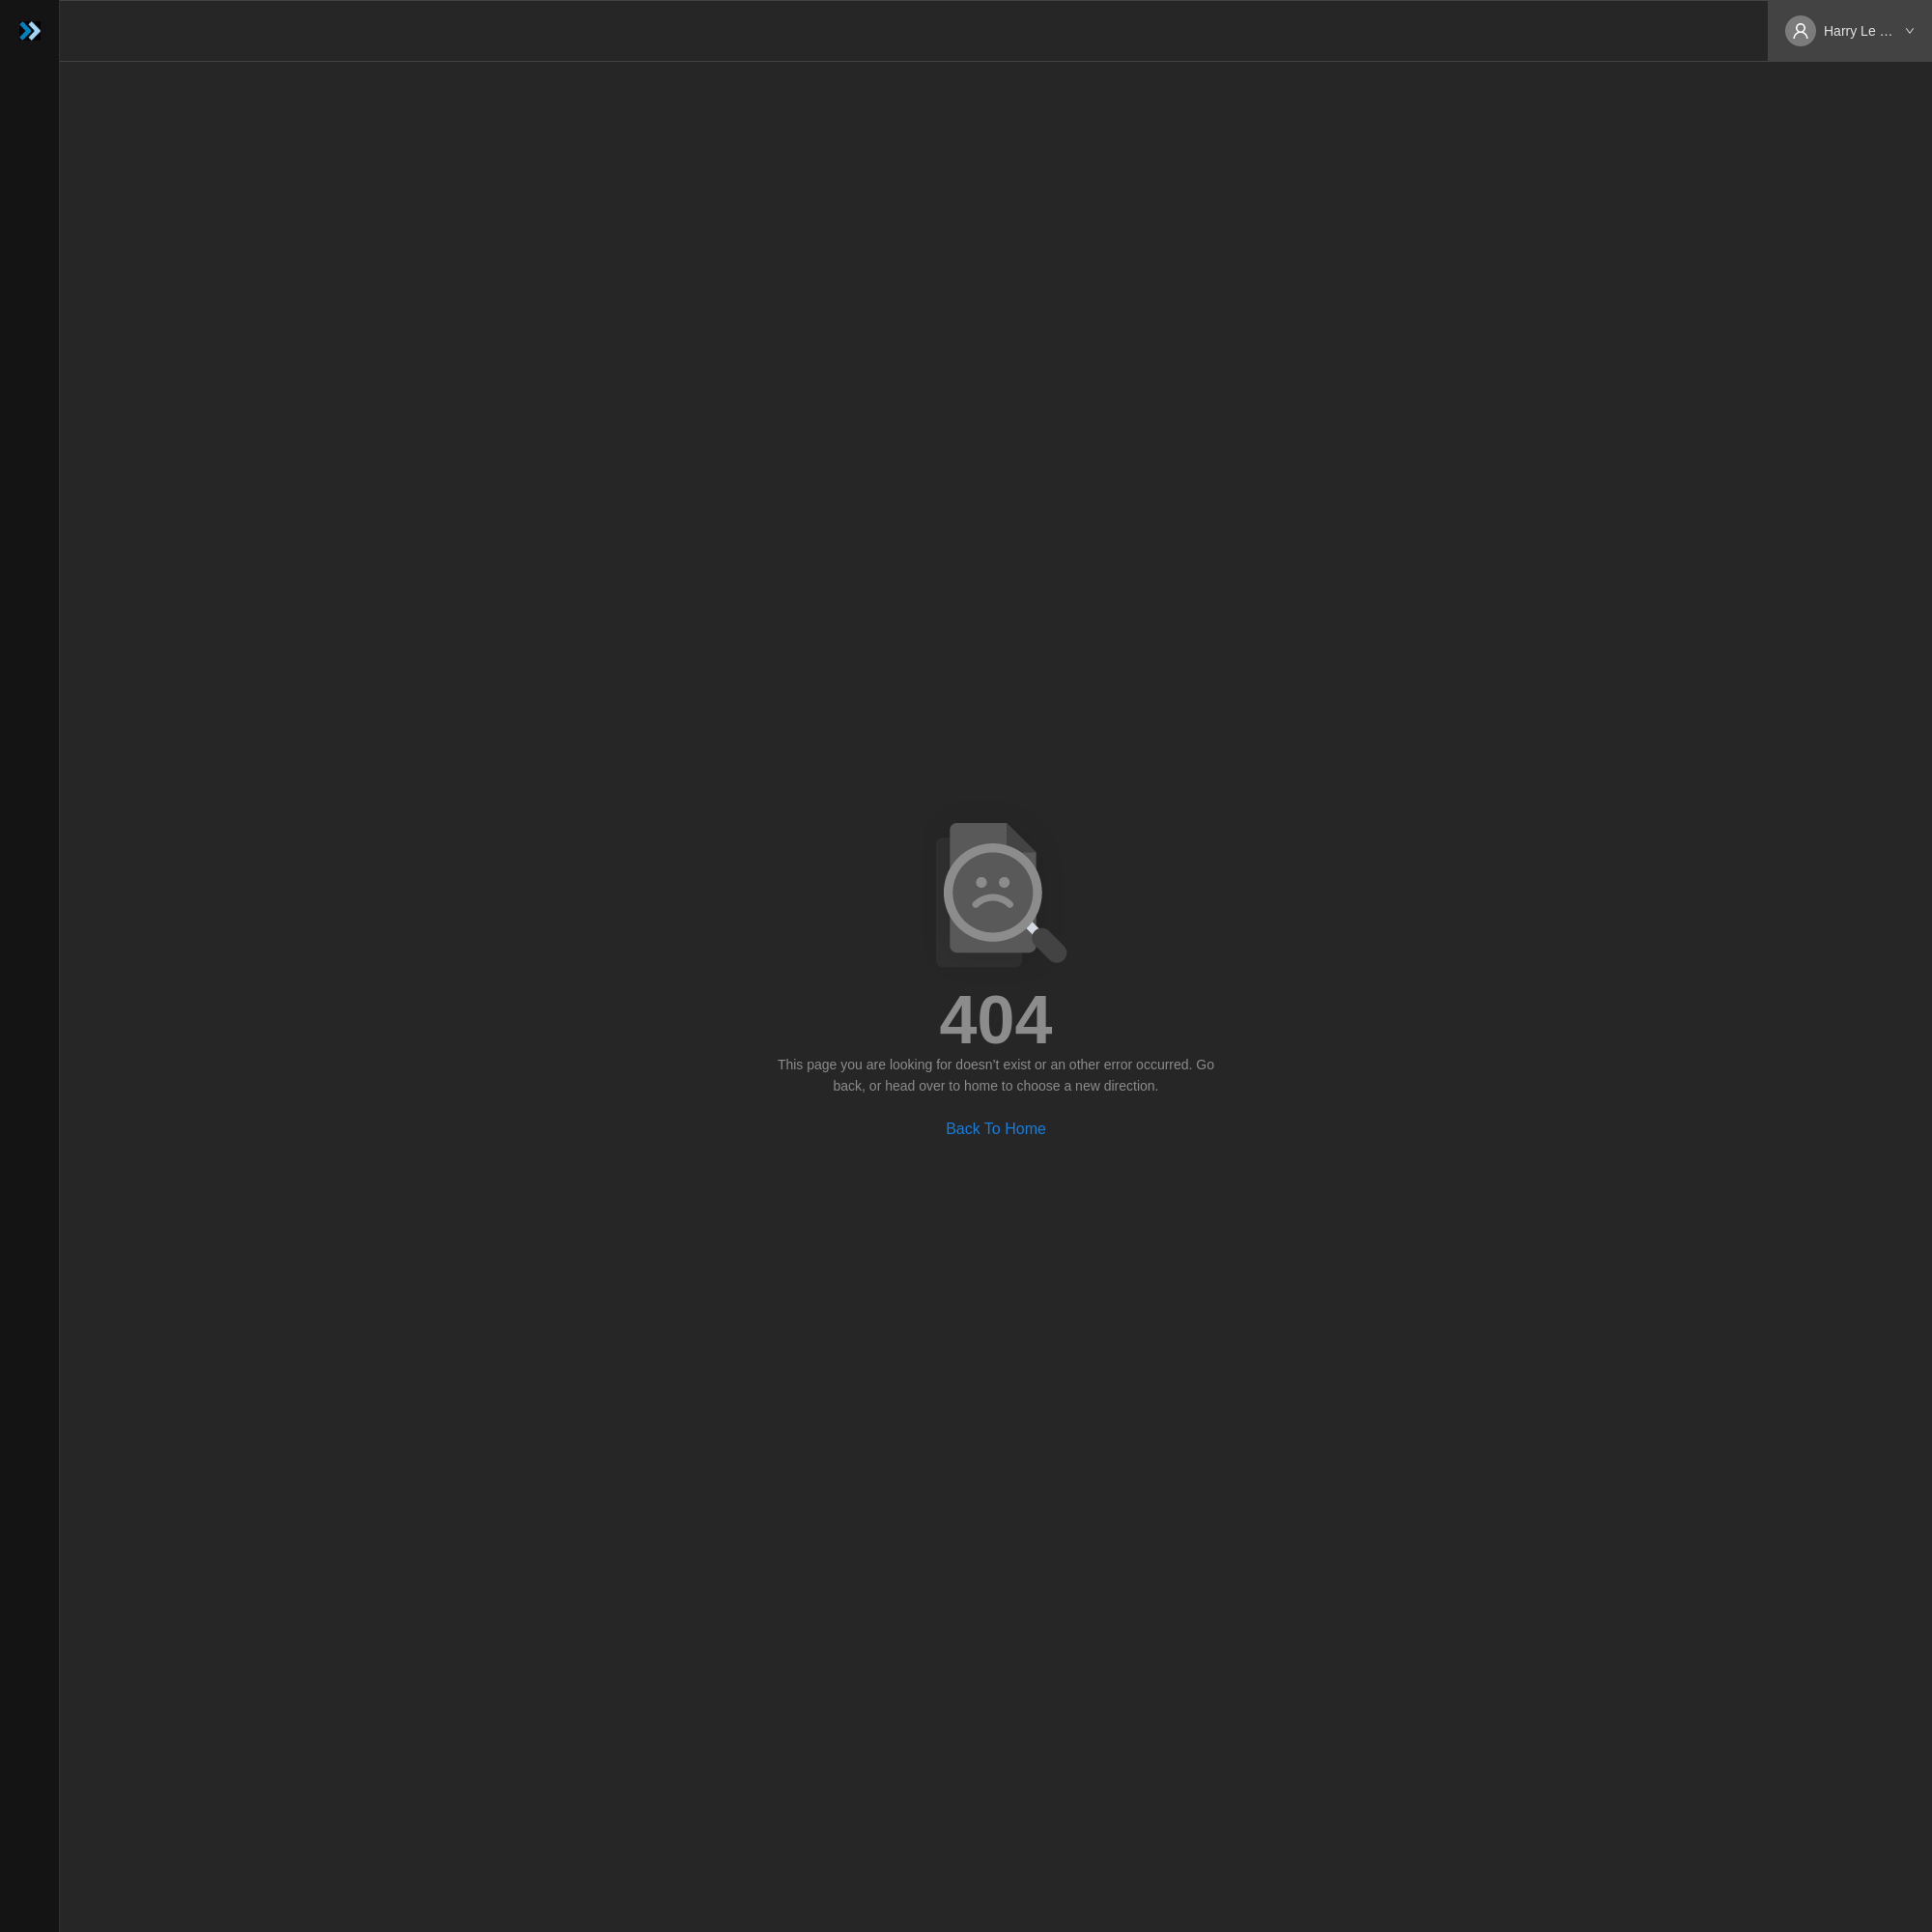 Harry Le …
404
This page you are looking for doesn’t exist or an other error occurred. Go
back, or head over to home to choose a new direction.
Back To Home